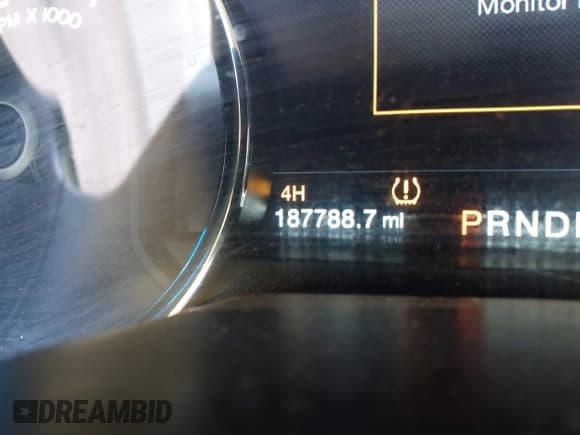 PM X 1000
Monitor
4H
187788.7 mi
PRND
DREAMBID